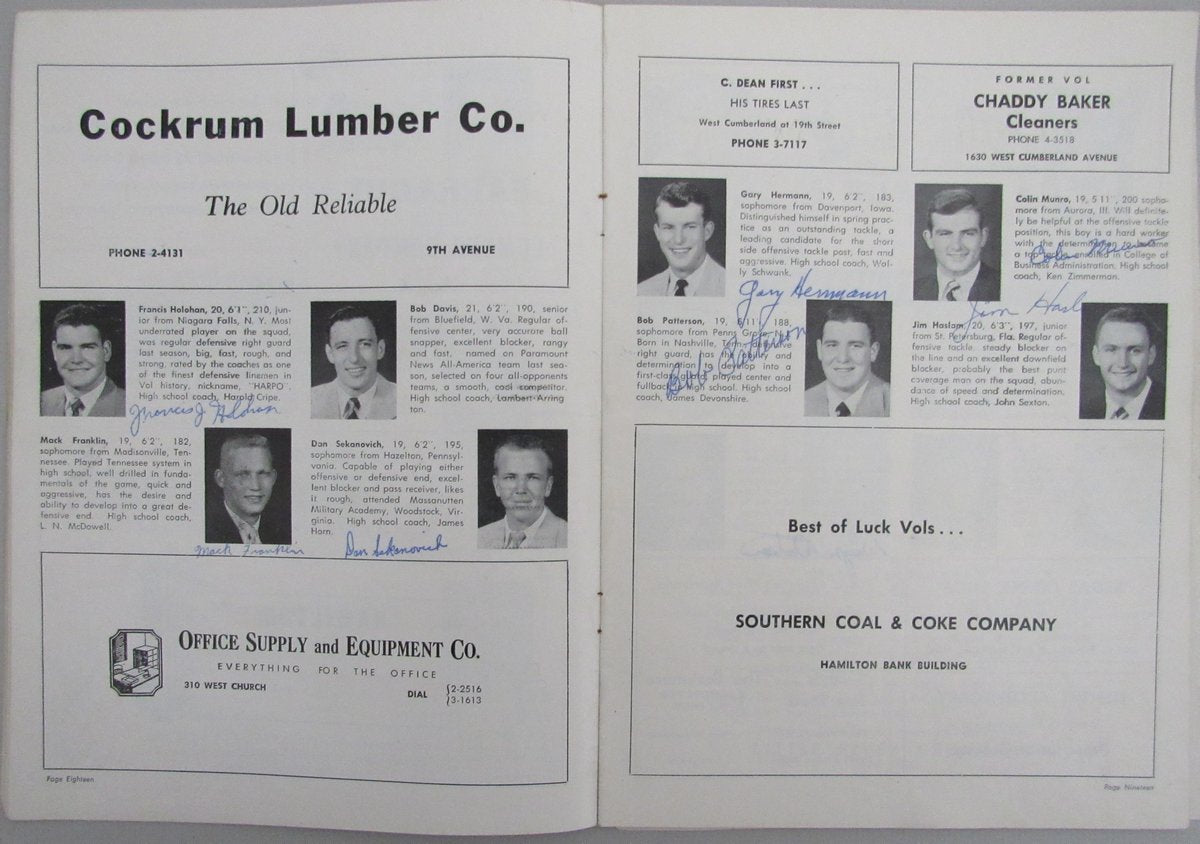 Cockrum Lumber Co.
The Old Reliable
PHONE 2-4131
9TH AVENUE
Francis Holohan, 20, 6'1", 210, jun-
ior from Niagara Falls, N. Y. Most
underrated player on the squad,
was regular defensive right guard
last season, big, fast, rough, and
strong, rated by the coaches as one
of the finest defensive linemen in
Vol history, nickname, "HARPO".
High school coach, Harold Cripe.
Francis J Holohan
Bob Davis, 21, 6'2", 190, senior
from Bluefield, W. Va. Regular of-
fensive center, very accurate ball
snapper, excellent blocker, rangy
and fast, named on Paramount
News All-America team last sea-
son, selected on four all-opponents
teams, a smooth, cool competitor.
High school coach, Lambert Arring
ton.
Mack Franklin, 19, 6'2", 182,
sophomore from Madisonville, Ten-
nessee. Played Tennessee system in
high school, well drilled in funda-
mentals of the game, quick and
aggressive, has the desire and
ability to develop into a great de-
fensive end. High school coach,
L. N. McDowell.
Mack Franklin
Dan Sekanovich, 19, 6'2", 195,
sophomore from Hazelton, Pennsyl-
vania. Capable of playing either
offensive or defensive end, excel-
lent blocker and pass receiver, likes
it rough, attended Massanutten
Military Academy, Woodstock, Vir-
ginia. High school coach, James
Horn.
Dan Sekanovich
OFFICE SUPPLY and EQUIPMENT CO.
EVERYTHING FOR THE OFFICE
310 WEST CHURCH
DIAL {2-2516
{3-1613
Page Eighteen
C. DEAN FIRST . . .
HIS TIRES LAST
West Cumberland at 19th Street
PHONE 3-7117
FORMER VOL
CHADDY BAKER
Cleaners
PHONE 4-3518
1630 WEST CUMBERLAND AVENUE
Gary Hermann, 19, 6'2", 183,
sophomore from Davenport, Iowa.
Distinguished himself in spring prac-
tice as an outstanding tackle, a
leading candidate for the short
side offensive tackle post, fast and
aggressive. High school coach, Wal-
ly Schwank.
Gary Hermann
Colin Munro, 19, 5'11", 200 sopho-
more from Aurora, Ill. Will definite-
ly be helpful at the offensive tackle
position, this boy is a hard worker
with the determination to become
a top enrolled in College of
Business Administration. High school
coach, Ken Zimmerman.
Colin Munro
Bob Patterson, 19, 5'11", 188,
sophomore from Penns Grove, N. J.
Born in Nashville, Tenn.
right guard, has the ability and
determination to develop into a
first-class played center and
fullback high school. High school
coach, James Devonshire.
Bob Patterson
Jim Hasl
Jim Haslam, 20, 6'3", 197, junior
from St. Petersburg, Fla. Regular of-
fensive tackle, steady blocker on
the line and an excellent downfield
blocker, probably the best punt
coverage man on the squad, abun-
dance of speed and determination.
High school coach, John Sexton.
Best of Luck Vols . . .
SOUTHERN COAL & COKE COMPANY
HAMILTON BANK BUILDING
Page Nineteen